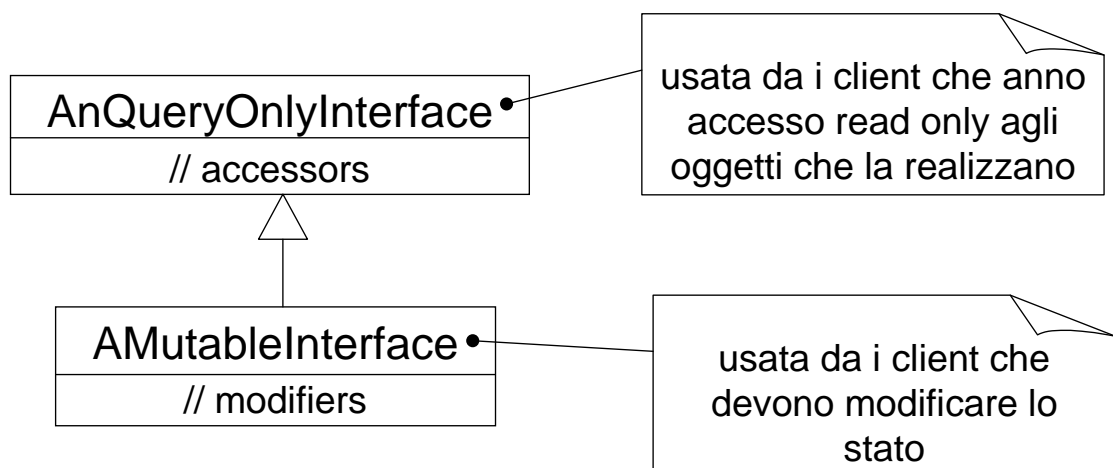 AnQueryOnlyInterface
// accessors
usata da i client che anno
accesso read only agli
oggetti che la realizzano
AMutableInterface
// modifiers
usata da i client che
devono modificare lo
stato